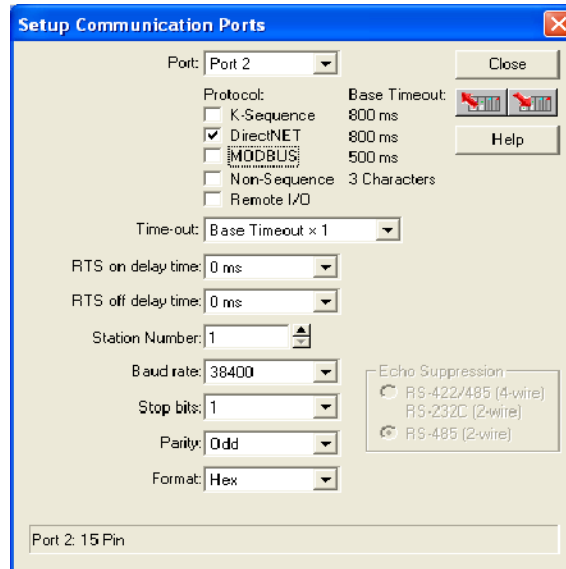 Setup Communication Ports
Port: Port 2
Close
Protocol: Base Timeout:
K-Sequence 800 ms
DirectNET 800 ms
Help
MODBUS 500 ms
Non-Sequence 3 Characters
Remote I/O
Time-out: Base Timeout × 1
RTS on delay time: 0 ms
RTS off delay time: 0 ms
Station Number: 1
Baud rate: 38400
Echo Suppression
RS-422/485 (4-wire)
RS-232C (2-wire)
Stop bits: 1
RS-485 (2-wire)
Parity: Odd
Format: Hex
Port 2: 15 Pin